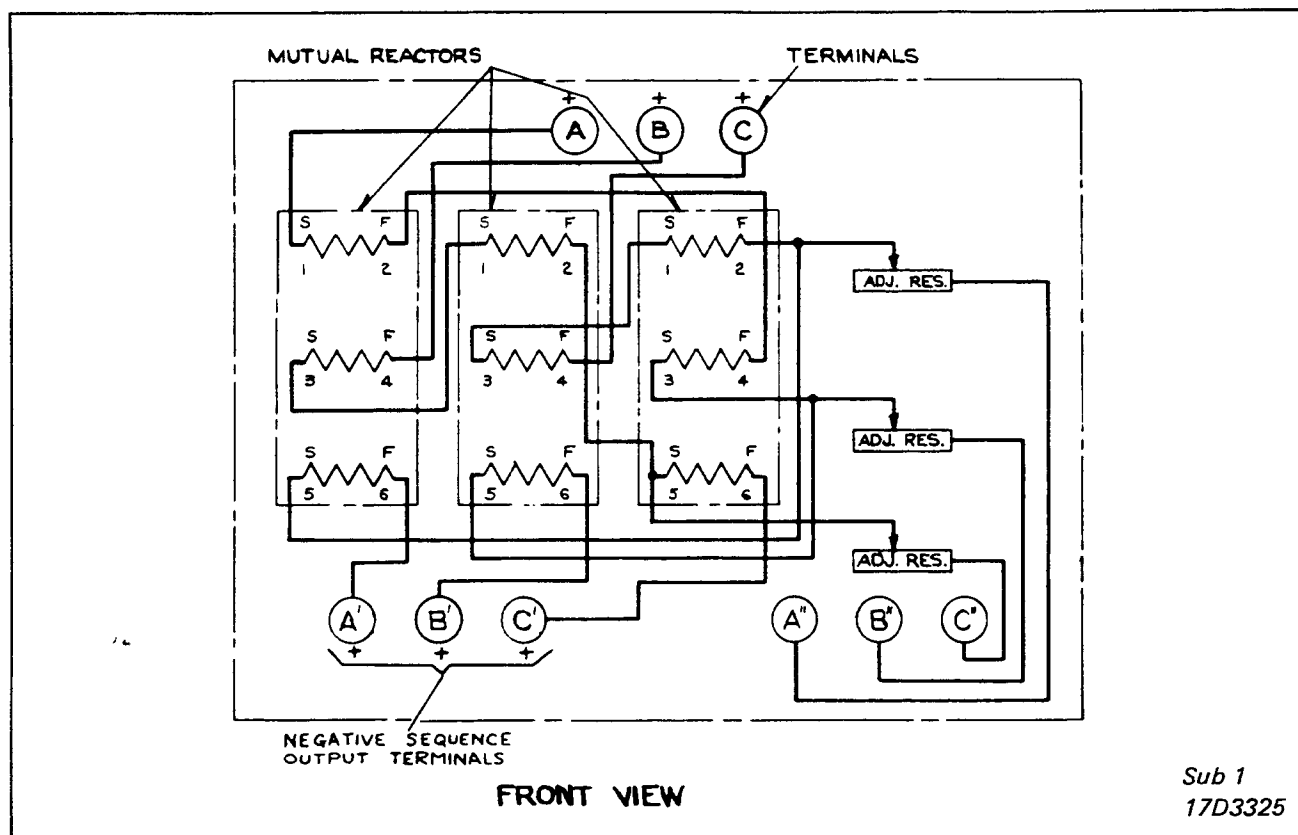 MUTUAL REACTORS
TERMINALS
+ + +
A B C
S F S F S F
1 2 1 2 1 2
ADJ. RES.
S F S F S F
3 4 3 4 3 4
ADJ. RES.
S F S F S F
5 6 5 6 5 6
ADJ. RES.
A' B' C' A" B" C"
+ + +
NEGATIVE SEQUENCE
OUTPUT TERMINALS
FRONT VIEW
Sub 1
17D3325